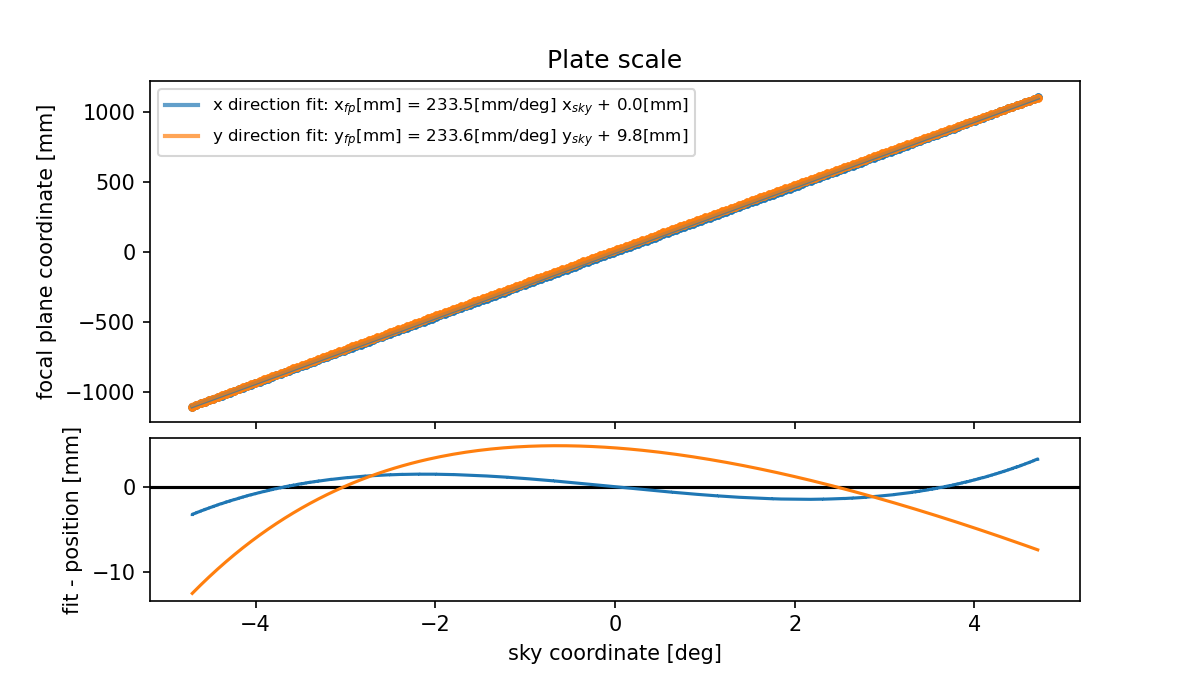 Plate scale
x direction fit: x_fp[mm] = 233.5[mm/deg] x_sky + 0.0[mm]
y direction fit: y_fp[mm] = 233.6[mm/deg] y_sky + 9.8[mm]
focal plane coordinate [mm]
1000
500
0
−500
−1000
fit - position [mm]
0
−10
−4 −2 0 2 4
sky coordinate [deg]